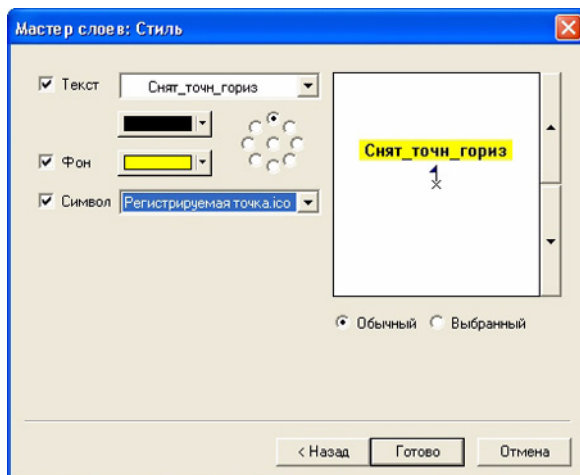 Мастер слоев: Стиль
Текст
Снят_точн_гориз
Фон
Символ
Регистрируемая точка.ico
Снят_точн_гориз
Обычный
Выбранный
< Назад
Готово
Отмена